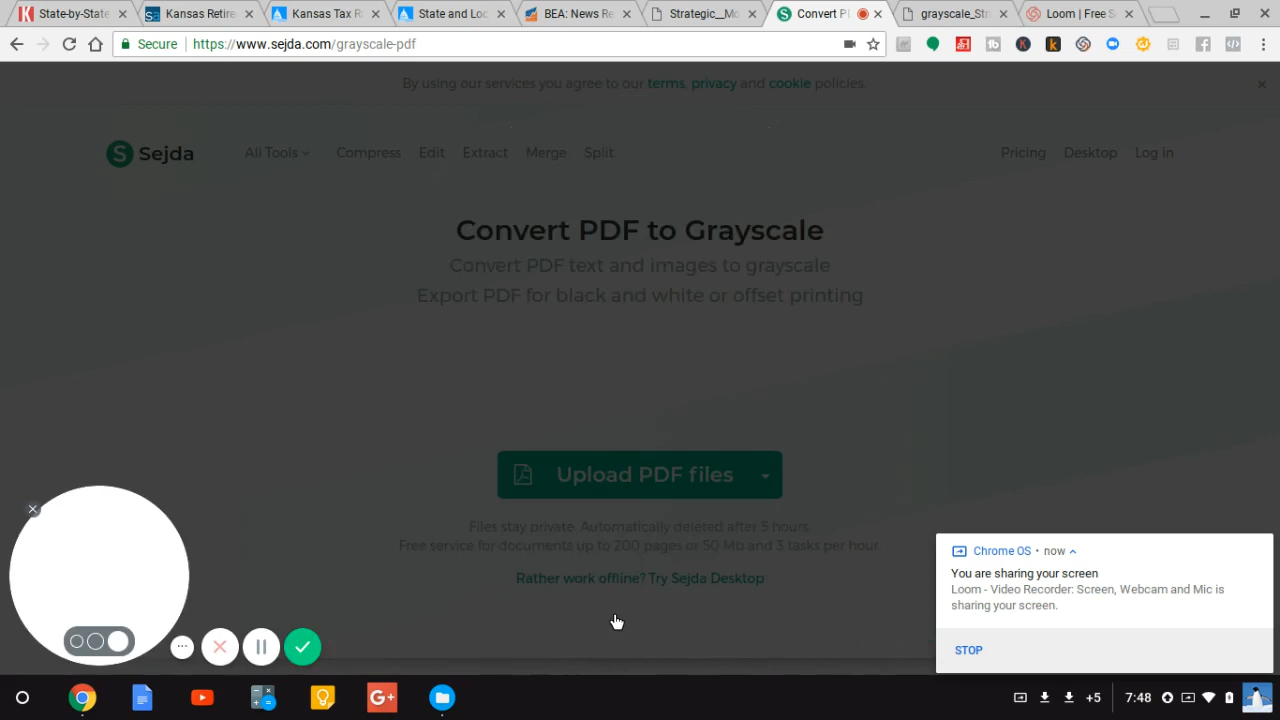 State-by-State
Kansas Retire
Kansas Tax R
State and Loc
BEA: News Re
Strategic__Mo
Convert P
grayscale_Str
Loom | Free S
Secure
https://www.sejda.com/grayscale-pdf
By using our services you agree to our terms, privacy and cookie policies.
Sejda
All Tools
Compress
Edit
Extract
Merge
Split
Pricing
Desktop
Log in
Convert PDF to Grayscale
Convert PDF text and images to grayscale
Export PDF for black and white or offset printing
Upload PDF files
Files stay private. Automatically deleted after 5 hours.
Free service for documents up to 200 pages or 50 Mb and 3 tasks per hour
Rather work offline? Try Sejda Desktop
Chrome OS • now
You are sharing your screen
Loom - Video Recorder: Screen, Webcam and Mic is
sharing your screen.
STOP
G+
+5
7:48